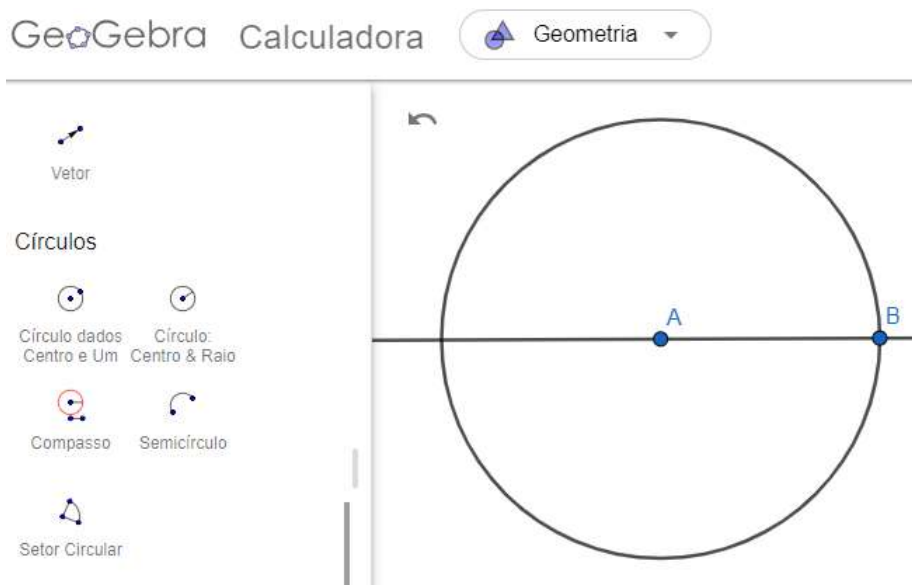 GeoGebra Calculadora Geometria
Vetor
Círculos
Círculo dados
Centro e Um
Círculo:
Centro & Raio
Compasso
Semicírculo
Setor Circular
A
B